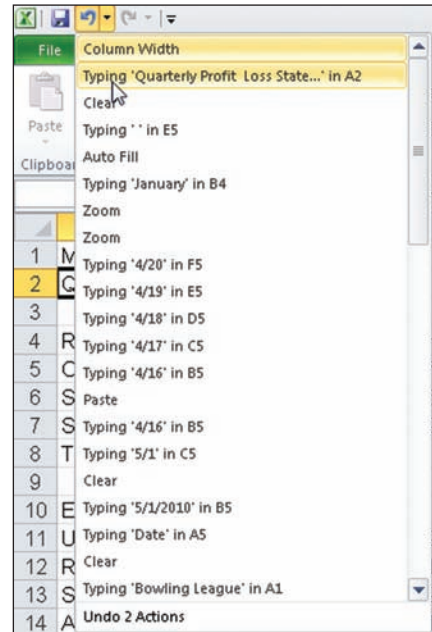 File
Column Width
Typing 'Quarterly Profit Loss State...' in A2
Clear
Paste
Typing ' ' in E5
Auto Fill
Typing 'January' in B4
Zoom
Zoom
1 M
Typing '4/20' in F5
2 Q
Typing '4/19' in E5
3
Typing '4/18' in D5
4 R
Typing '4/17' in C5
5 C
Typing '4/16' in B5
6 S
Paste
7 S
Typing '4/16' in B5
8 T
Typing '5/1' in C5
9
Clear
10 E
Typing '5/1/2010' in B5
11 U
Typing 'Date' in A5
12 R
Clear
13 S
Typing 'Bowling League' in A1
14 A
Undo 2 Actions